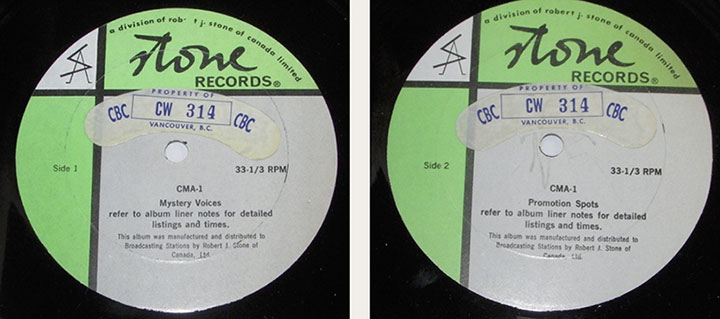 a division of robert j. stone of canada limited
stone
RECORDS®
PROPERTY OF
CBC CW 314 CBC
VANCOUVER, B.C.
Side 1
33-1/3 RPM
CMA-1
Mystery Voices
refer to album liner notes for detailed
listings and times.
This album was manufactured and distributed to
Broadcasting Stations by Robert J. Stone of
Canada, Ltd.
a division of robert j. stone of canada limited
stone
RECORDS®
PROPERTY OF
CBC CW 314 CBC
VANCOUVER, B.C.
Side 2
33-1/3 RPM
CMA-1
Promotion Spots
refer to album liner notes for detailed
listings and times.
This album was manufactured and distributed to
Broadcasting Stations by Robert J. Stone of
Canada, Ltd.